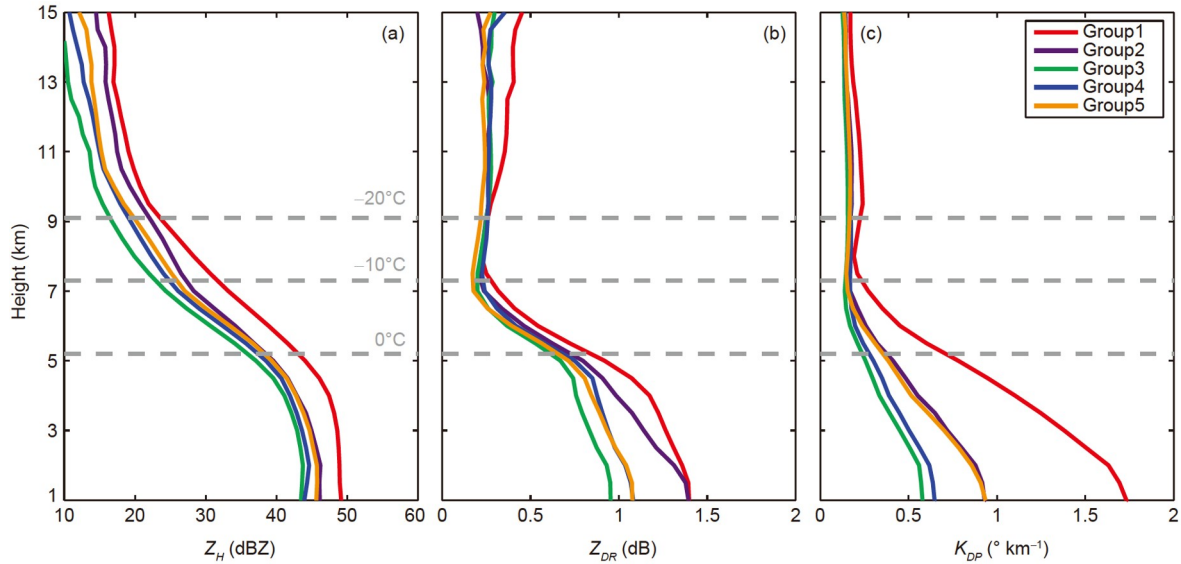 15
13
11
9
7
5
3
1
Height (km)
(a)
−20°C
−10°C
0°C
10
20
30
40
50
60
Z_H (dBZ)
(b)
0
0.5
1
1.5
2
Z_DR (dB)
(c)
Group1
Group2
Group3
Group4
Group5
0
0.5
1
1.5
2
K_DP (° km⁻¹)